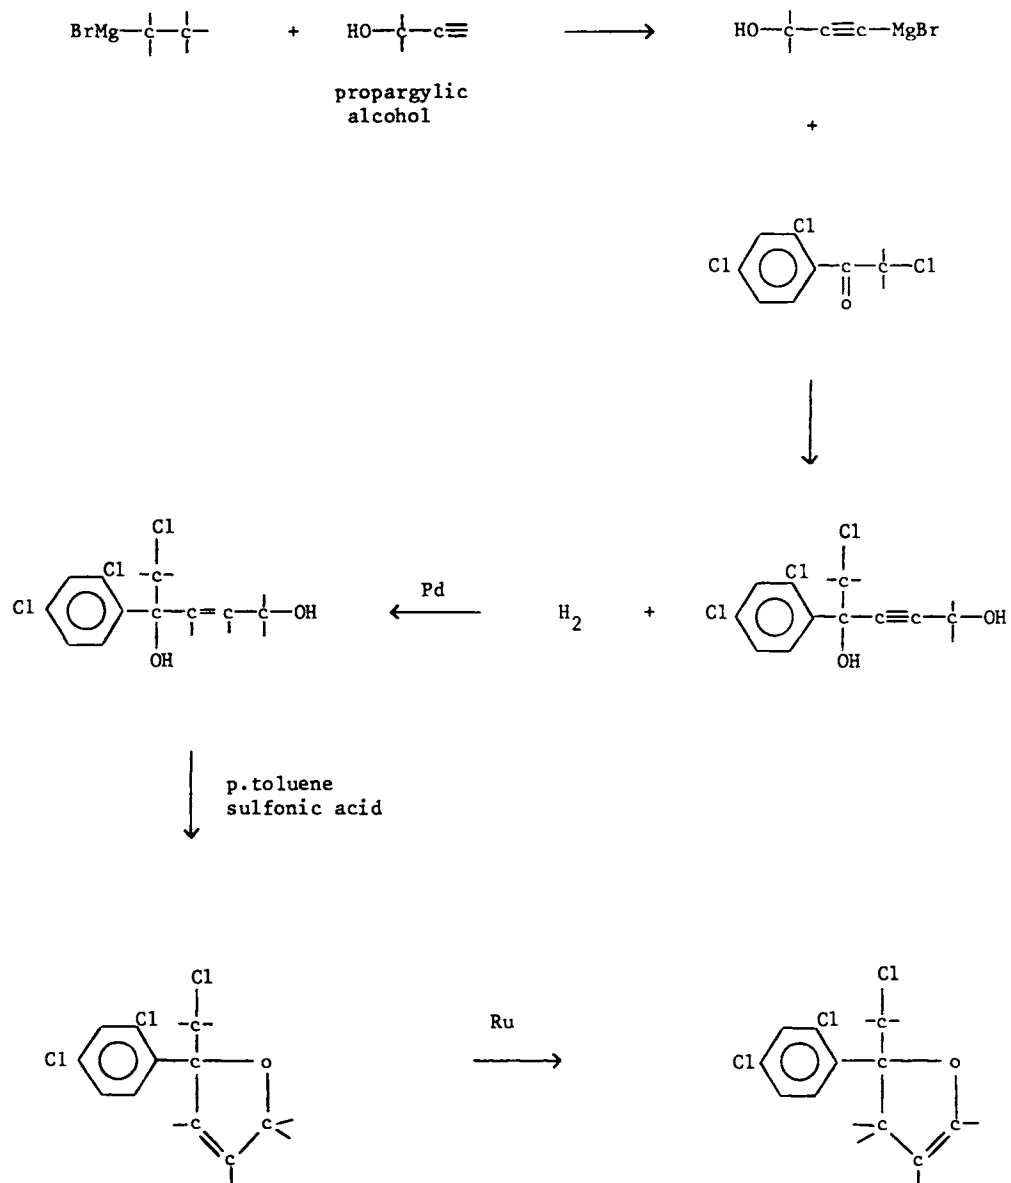 BrMg—C—C— + HO—C—C≡ HO—C—C≡C—MgBr
propargylic
alcohol
+
Cl
Cl C—C—Cl
O
Cl Cl
Cl Cl
Cl C—C=C—C—OH Pd H2 + Cl C—C≡C—C—OH
OH OH
p.toluene
sulfonic acid
Cl Cl
Cl C Ru Cl C
Cl C O Cl C O
C C C C
C C